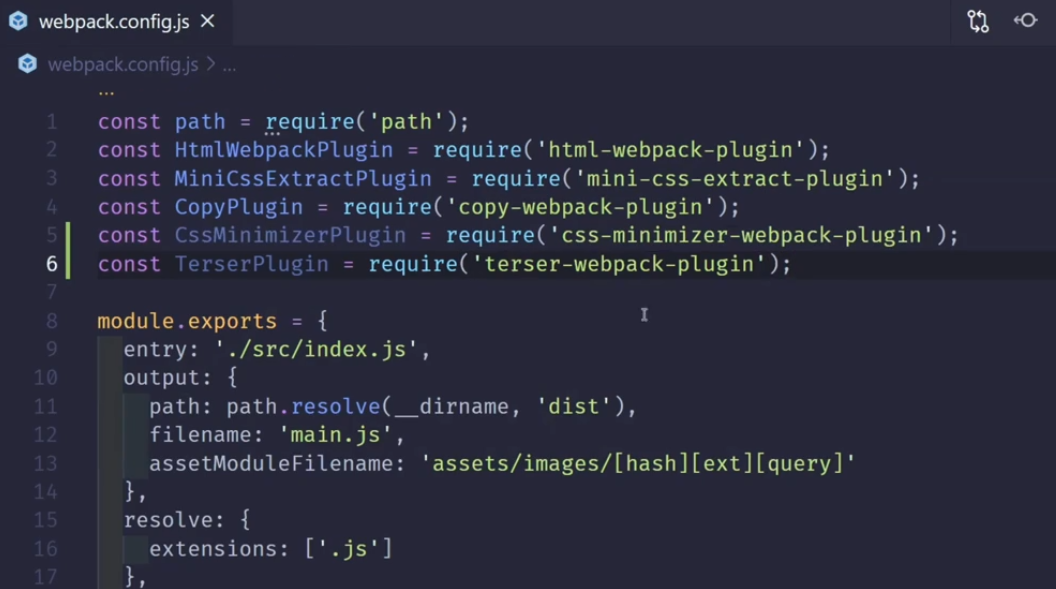 webpack.config.js ×
webpack.config.js > ...
...
1 const path = require('path');
2 const HtmlWebpackPlugin = require('html-webpack-plugin');
3 const MiniCssExtractPlugin = require('mini-css-extract-plugin');
4 const CopyPlugin = require('copy-webpack-plugin');
5 const CssMinimizerPlugin = require('css-minimizer-webpack-plugin');
6 const TerserPlugin = require('terser-webpack-plugin');
7
8 module.exports = {
9   entry: './src/index.js',
10   output: {
11     path: path.resolve(__dirname, 'dist'),
12     filename: 'main.js',
13     assetModuleFilename: 'assets/images/[hash][ext][query]'
14   },
15   resolve: {
16     extensions: ['.js']
17   },